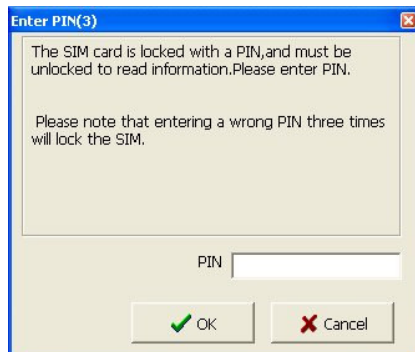 Enter PIN(3)
The SIM card is locked with a PIN,and must be
unlocked to read information.Please enter PIN.
Please note that entering a wrong PIN three times
will lock the SIM.
PIN
OK
Cancel